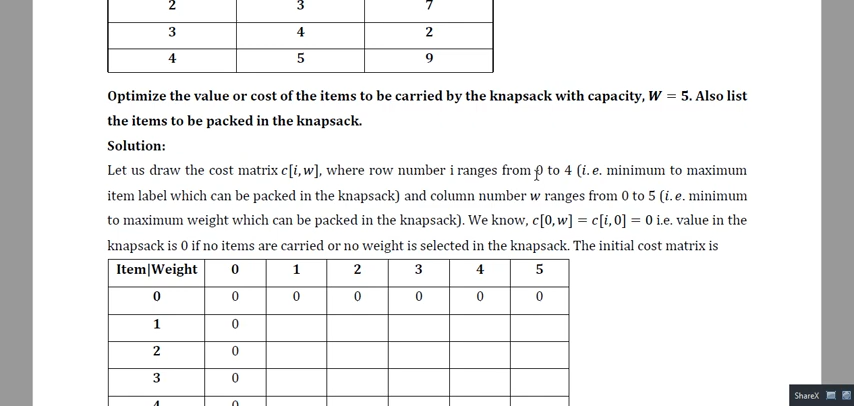 2 3 7
3 4 2
4 5 9
Optimize the value or cost of the items to be carried by the knapsack with capacity, W = 5. Also list
the items to be packed in the knapsack.
Solution:
Let us draw the cost matrix c[i, w], where row number i ranges from 0 to 4 (i. e. minimum to maximum
item label which can be packed in the knapsack) and column number w ranges from 0 to 5 (i. e. minimum
to maximum weight which can be packed in the knapsack). We know, c[0, w] = c[i, 0] = 0 i.e. value in the
knapsack is 0 if no items are carried or no weight is selected in the knapsack. The initial cost matrix is
Item|Weight 0 1 2 3 4 5
0 0 0 0 0 0 0
1 0
2 0
3 0
4 0
ShareX